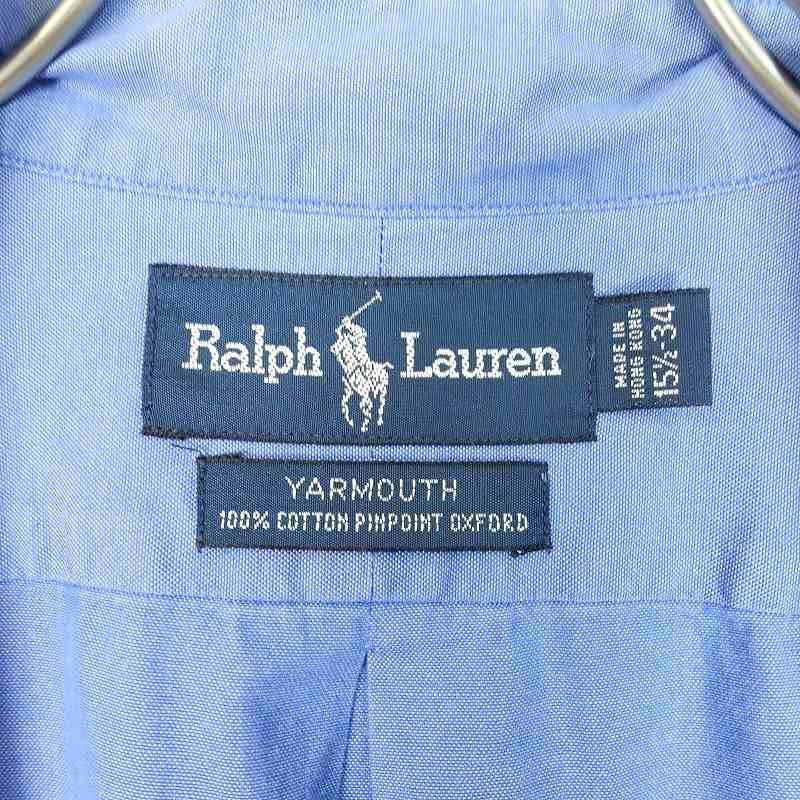 Ralph Lauren
MADE IN
HONG KONG
15½-34
YARMOUTH
100% COTTON PINPOINT OXFORD